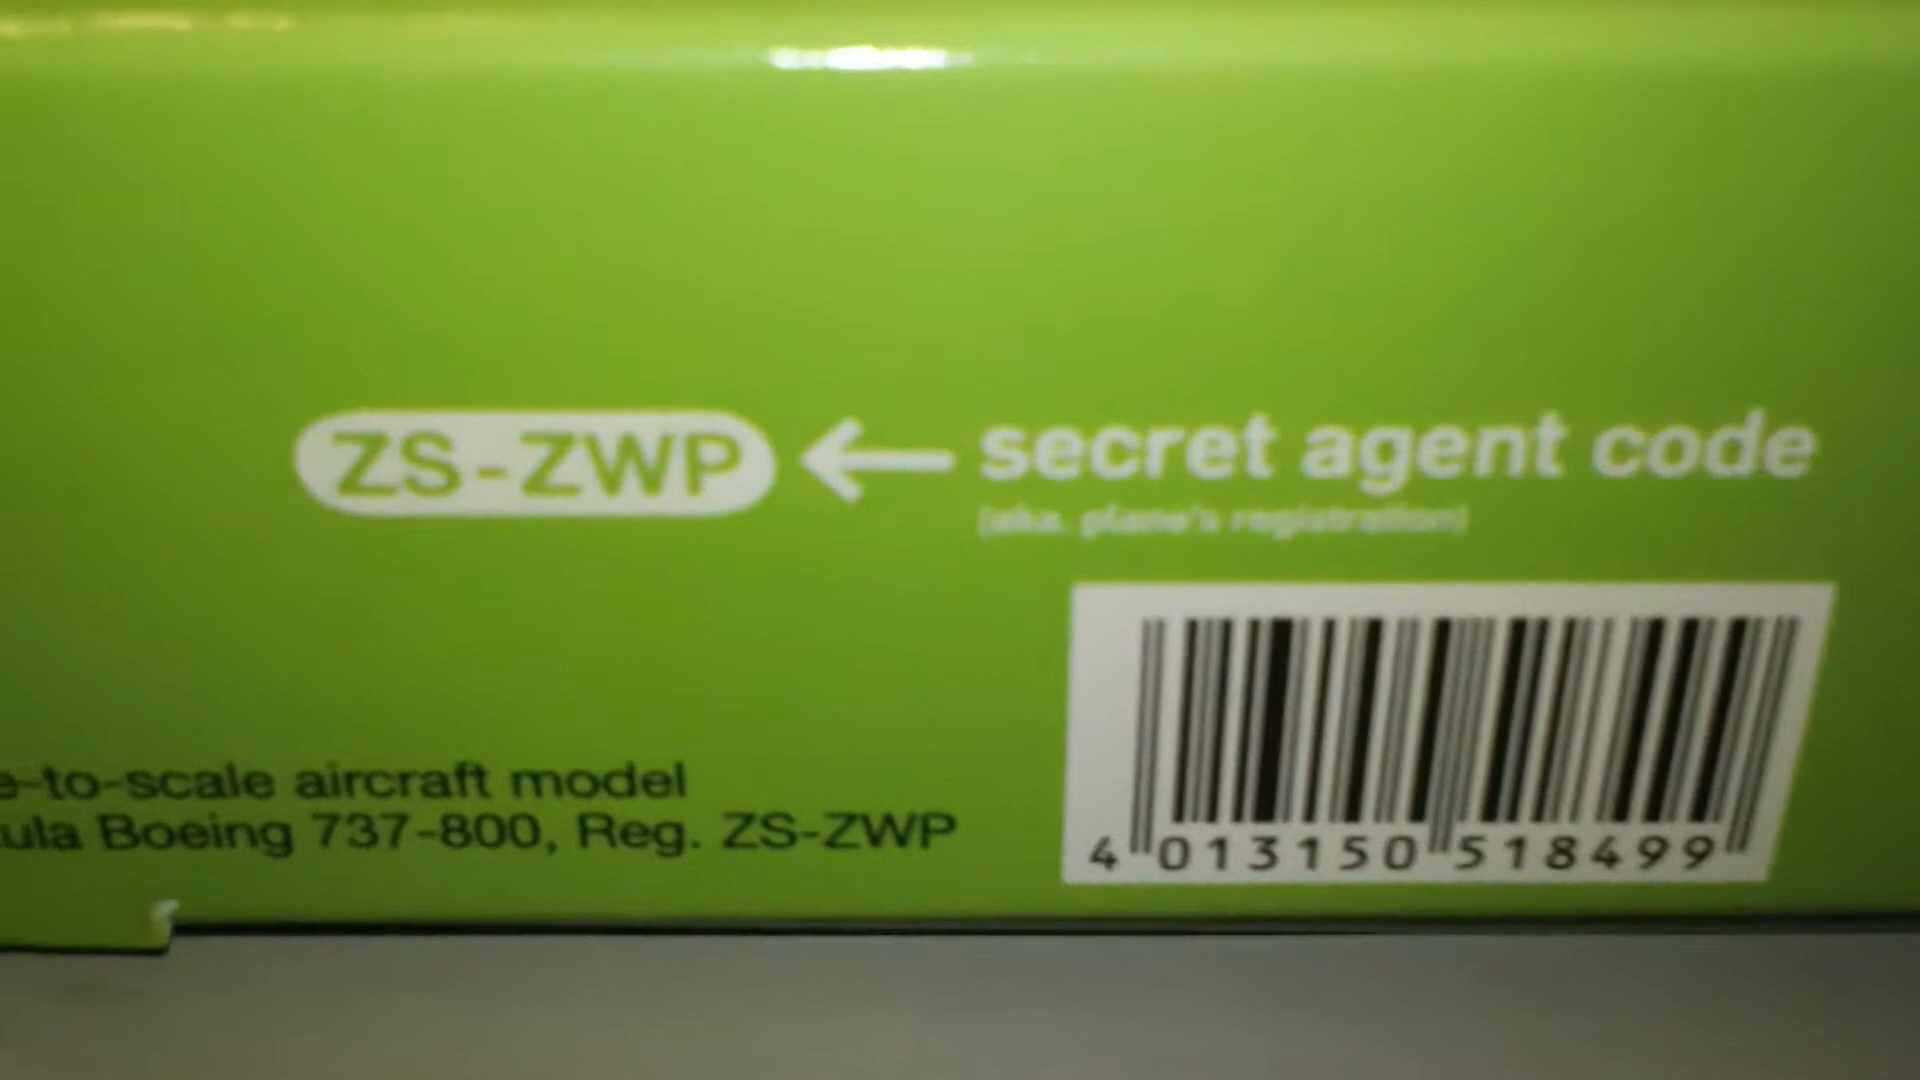 ZS-ZWP ← secret agent code
(aka. plane's registration)
e-to-scale aircraft model
ula Boeing 737-800, Reg. ZS-ZWP
4 013150 518499